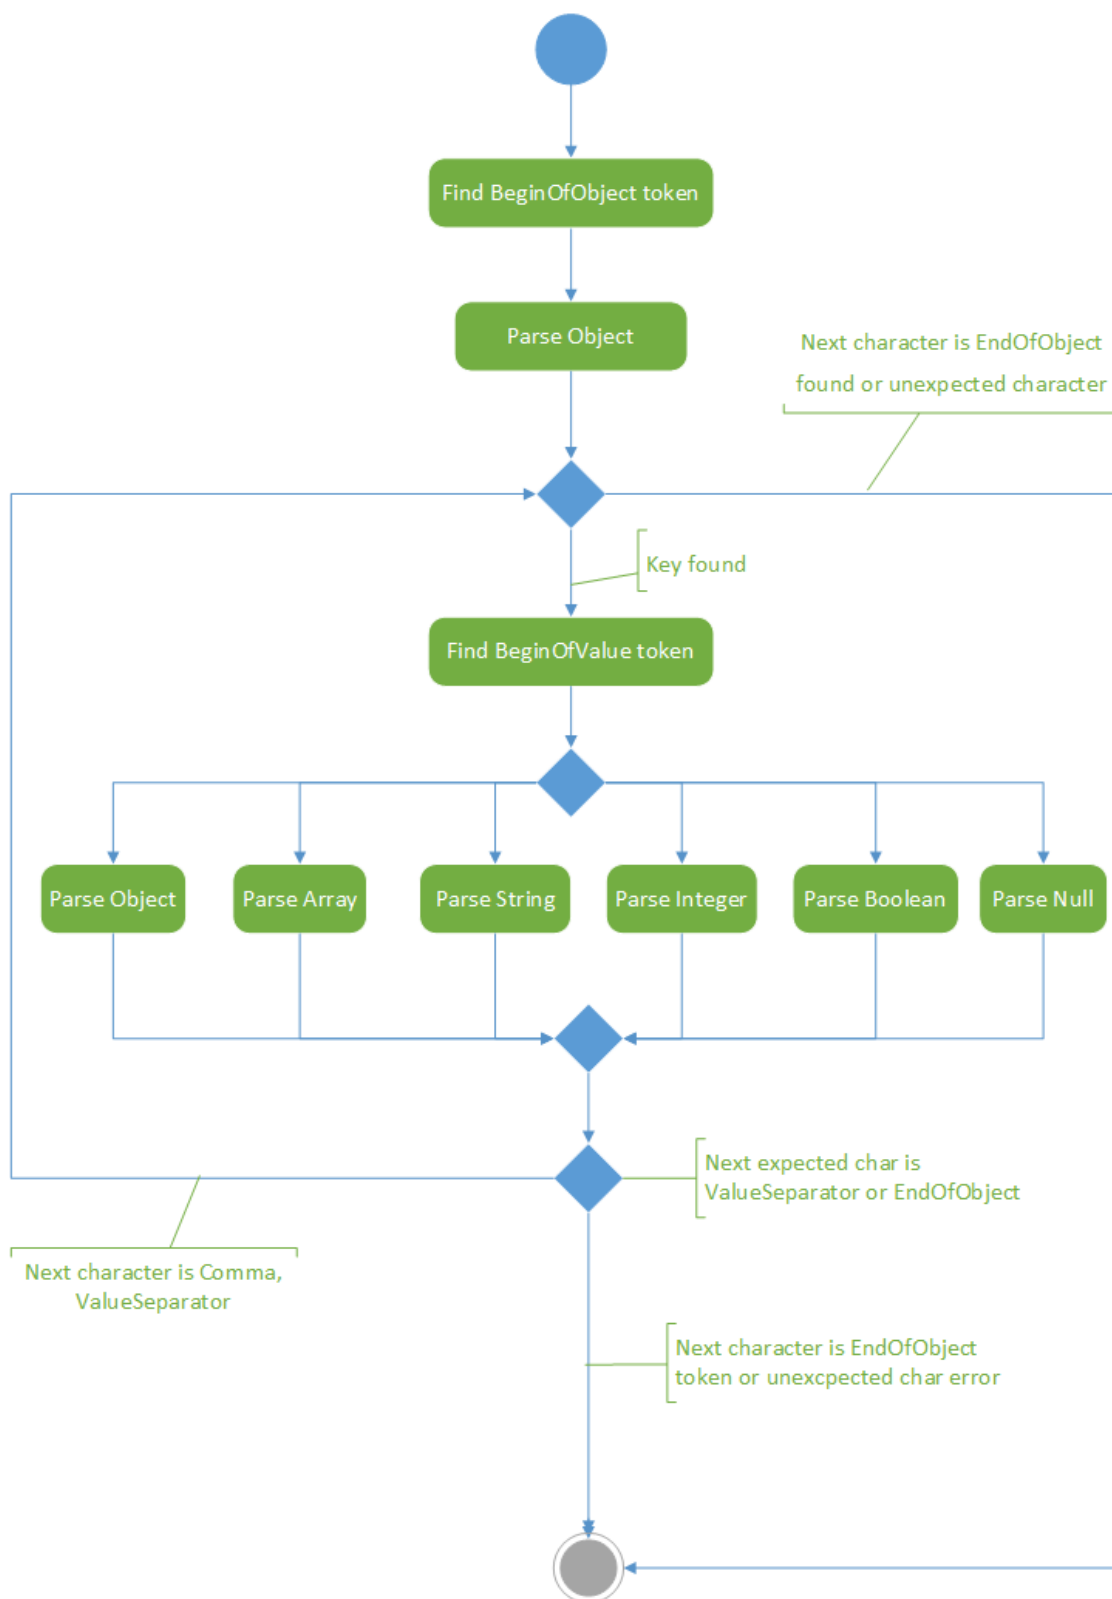 Find BeginOfObject token
Parse Object
Next character is EndOfObject
found or unexpected character
Key found
Find BeginOfValue token
Parse Object
Parse Array
Parse String
Parse Integer
Parse Boolean
Parse Null
Next expected char is
ValueSeparator or EndOfObject
Next character is Comma,
ValueSeparator
Next character is EndOfObject
token or unexcpected char error